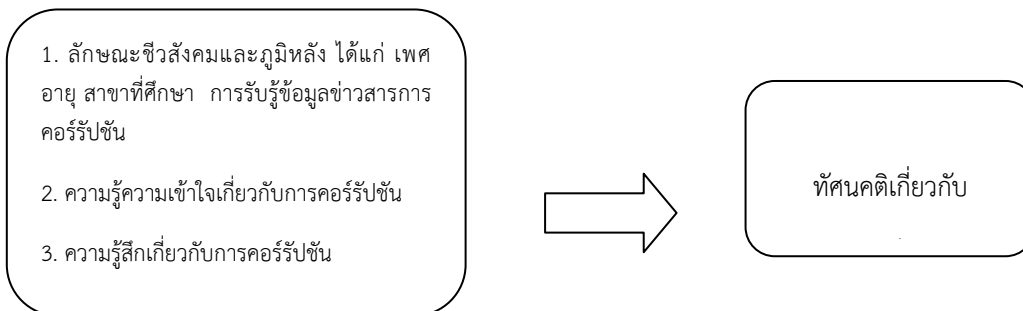 1. ลักษณะชีวสังคมและภูมิหลัง ได้แก่ เพศ
อายุ สาขาที่ศึกษา การรับรู้ข้อมูลข่าวสารการ
คอร์รัปชัน
2. ความรู้ความเข้าใจเกี่ยวกับการคอร์รัปชัน
3. ความรู้สึกเกี่ยวกับการคอร์รัปชัน
ทัศนคติเกี่ยวกับ